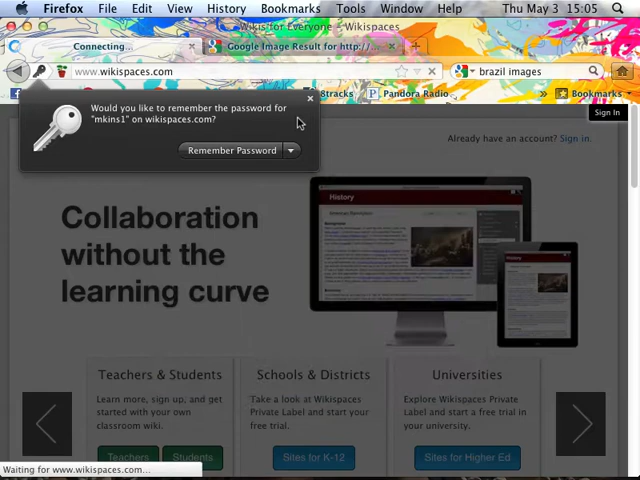 Firefox File Edit View History Bookmarks Tools Window Help Thu May 3 15:05
Wikis for Everyone - Wikispaces
Connecting...
Google Image Result for http://...
www.wikispaces.com
brazil images
8tracks
Pandora Radio
Bookmarks
Would you like to remember the password for
"mkins1" on wikispaces.com?
Remember Password
Sign In
Already have an account? Sign in.
Collaboration
without the
learning curve
History
History
Teachers & Students
Learn more, sign up, and get
started with your own
classroom wiki.
Teachers
Students
Schools & Districts
Take a look at Wikispaces
Private Label and start your
free trial.
Sites for K-12
Universities
Explore Wikispaces Private
Label and start a free trial in
your university.
Sites for Higher Ed
Waiting for www.wikispaces.com...